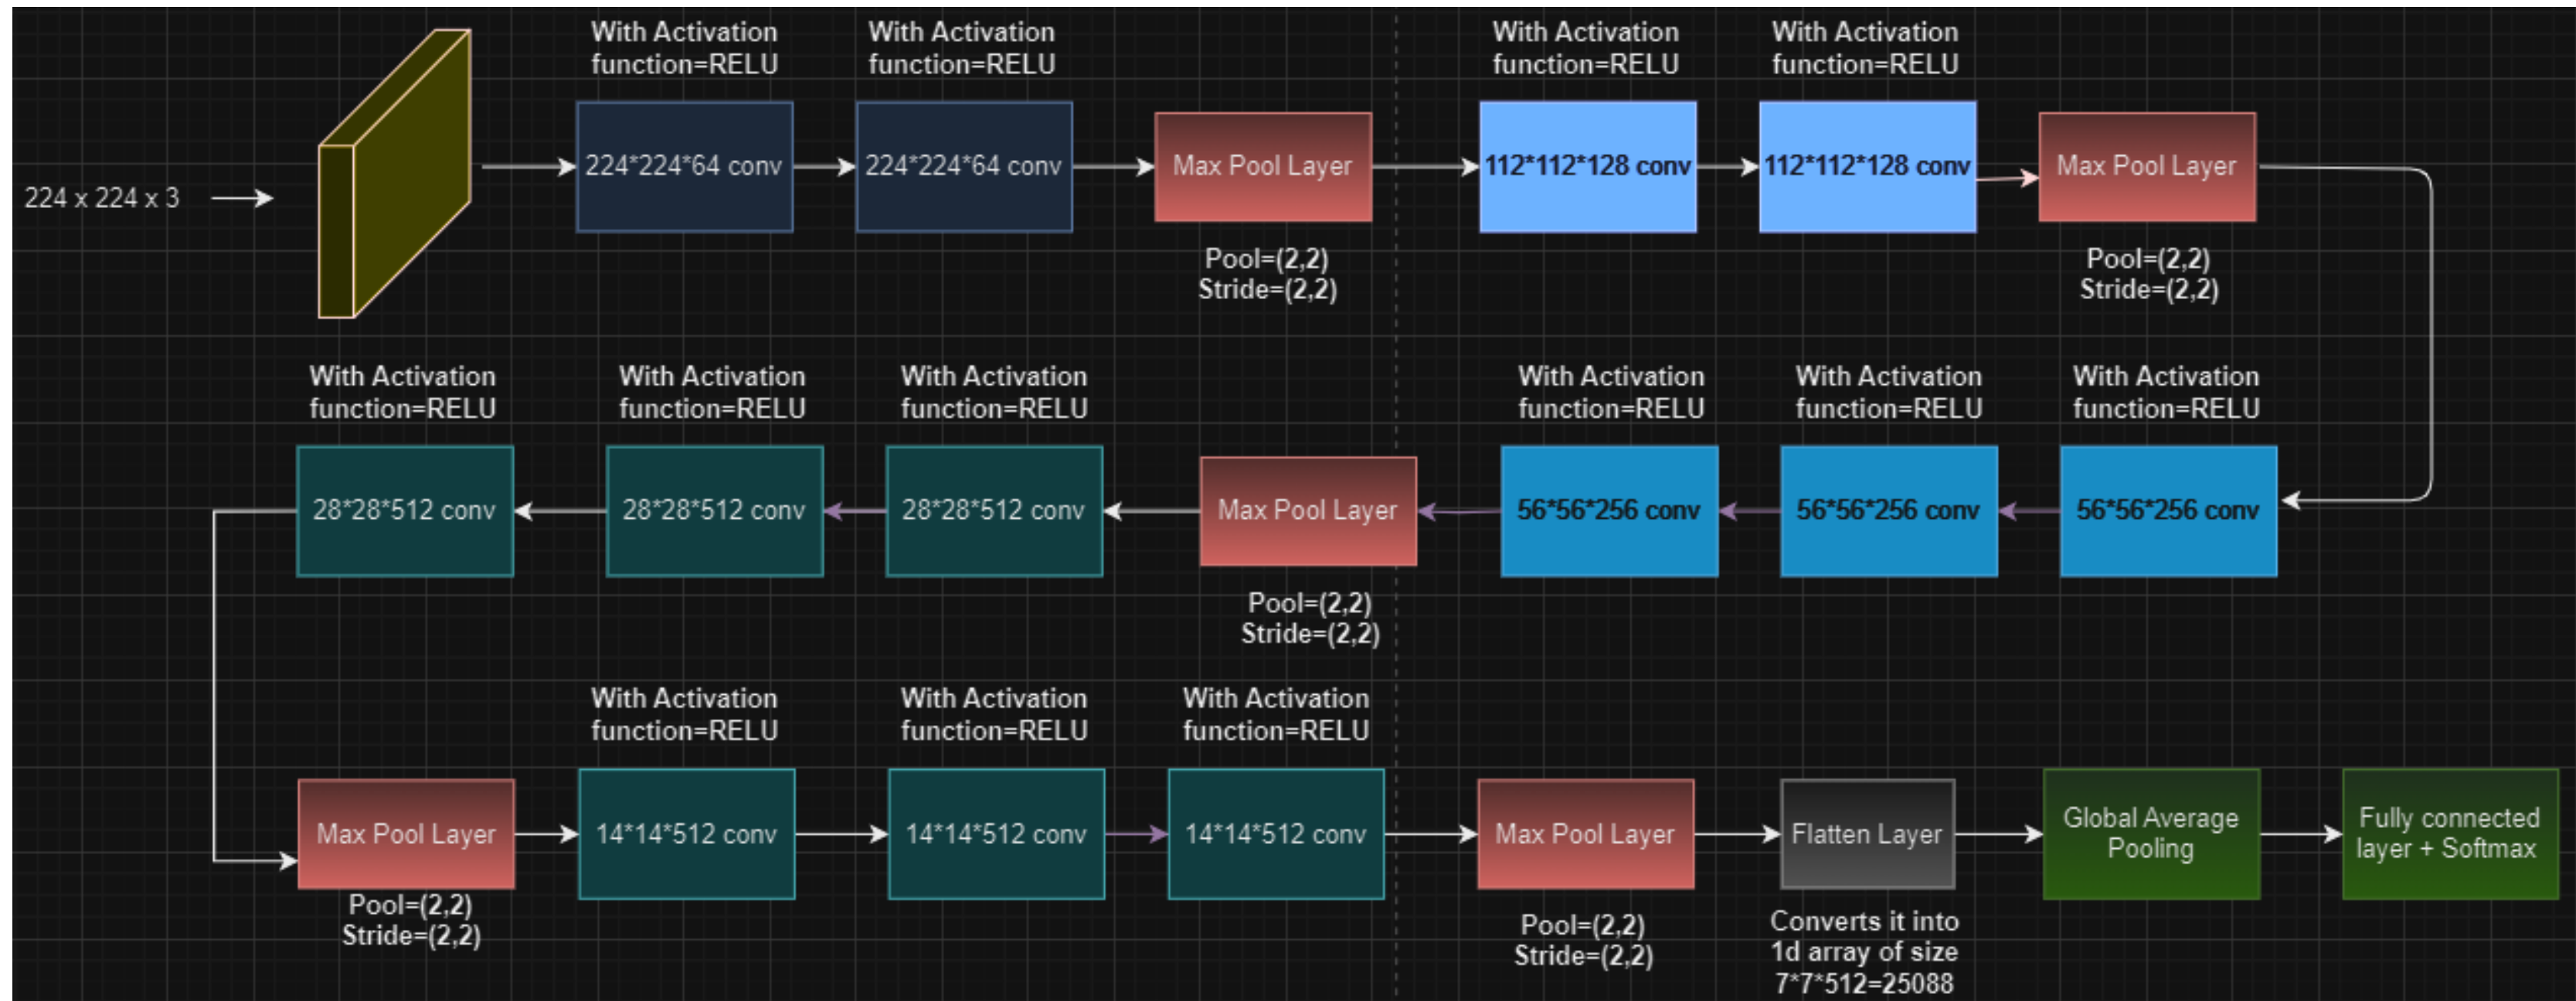 With Activation
function=RELU
With Activation
function=RELU
With Activation
function=RELU
With Activation
function=RELU
224 x 224 x 3
224*224*64 conv
224*224*64 conv
Max Pool Layer
112*112*128 conv
112*112*128 conv
Max Pool Layer
Pool=(2,2)
Stride=(2,2)
Pool=(2,2)
Stride=(2,2)
With Activation
function=RELU
With Activation
function=RELU
With Activation
function=RELU
With Activation
function=RELU
With Activation
function=RELU
With Activation
function=RELU
28*28*512 conv
28*28*512 conv
28*28*512 conv
Max Pool Layer
56*56*256 conv
56*56*256 conv
56*56*256 conv
Pool=(2,2)
Stride=(2,2)
With Activation
function=RELU
With Activation
function=RELU
With Activation
function=RELU
Max Pool Layer
14*14*512 conv
14*14*512 conv
14*14*512 conv
Max Pool Layer
Flatten Layer
Global Average
Pooling
Fully connected
layer + Softmax
Pool=(2,2)
Stride=(2,2)
Pool=(2,2)
Stride=(2,2)
Converts it into
1d array of size
7*7*512=25088